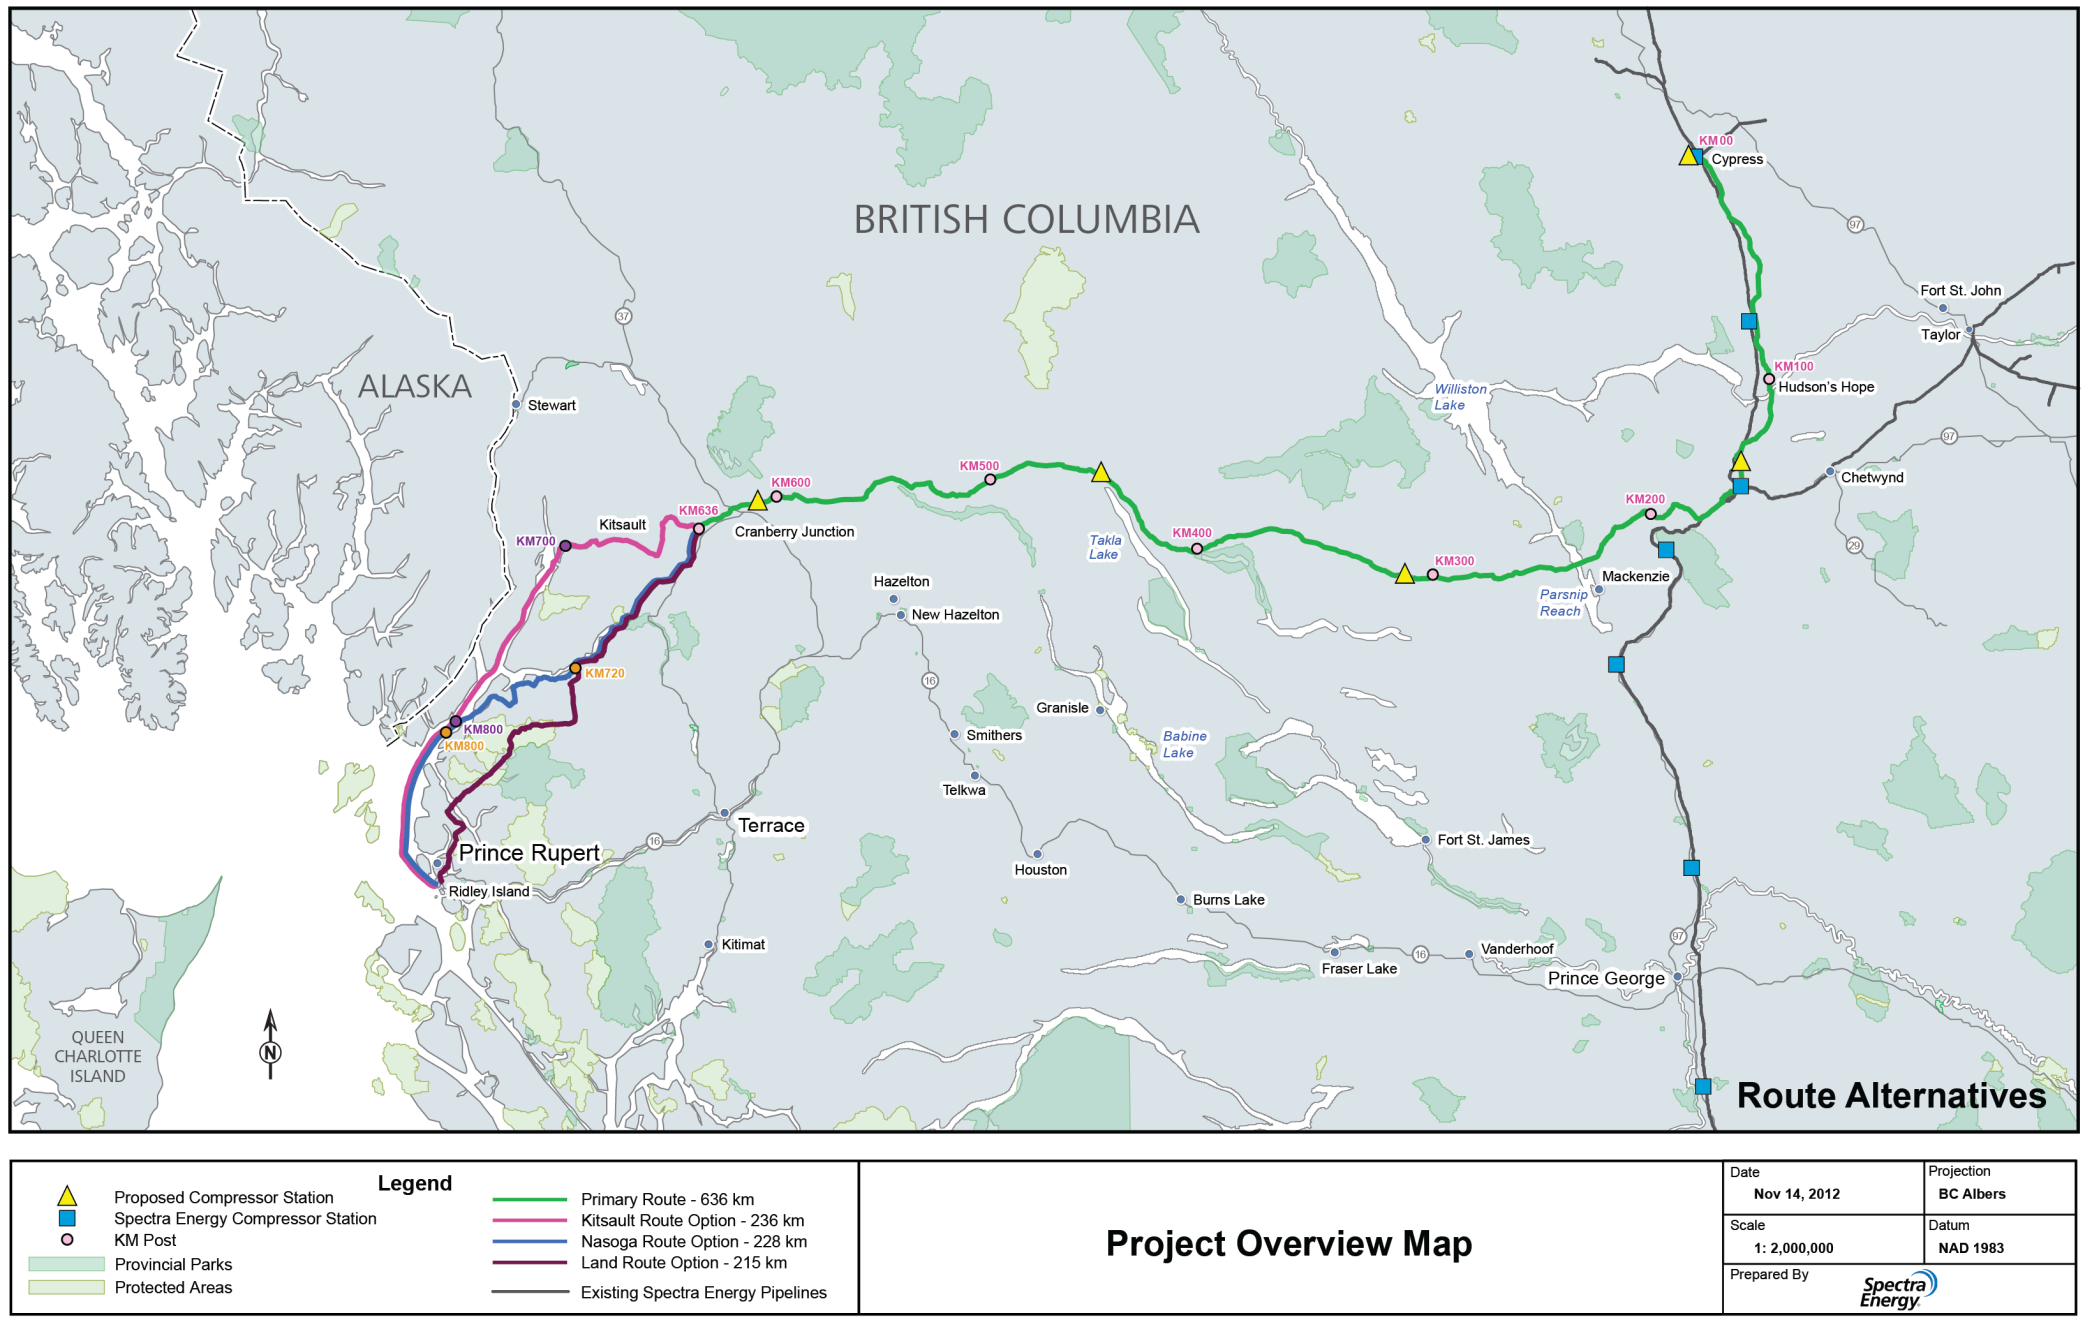 KM00
Cypress
97
BRITISH COLUMBIA
Fort St. John
Taylor
37
KM100
Hudson's Hope
ALASKA
Stewart
Williston
Lake
97
Chetwynd
KM500
KM600
KM200
KM636
Kitsault
Cranberry Junction
KM700
KM400
Takla
Lake
KM300
29
Mackenzie
Parsnip
Reach
Hazelton
New Hazelton
KM720
16
Granisle
KM800
KM800
Smithers
Babine
Lake
Telkwa
Terrace
16
Prince Rupert
Fort St. James
Houston
Ridley Island
Burns Lake
Kitimat
97
Vanderhoof
16
Fraser Lake
Prince George
QUEEN
CHARLOTTE
ISLAND
N
Route Alternatives
Legend
Proposed Compressor Station
Spectra Energy Compressor Station
KM Post
Provincial Parks
Protected Areas
Primary Route - 636 km
Kitsault Route Option - 236 km
Nasoga Route Option - 228 km
Land Route Option - 215 km
Existing Spectra Energy Pipelines
Project Overview Map
Date
Nov 14, 2012
Projection
BC Albers
Scale
1: 2,000,000
Datum
NAD 1983
Prepared By
Spectra
Energy